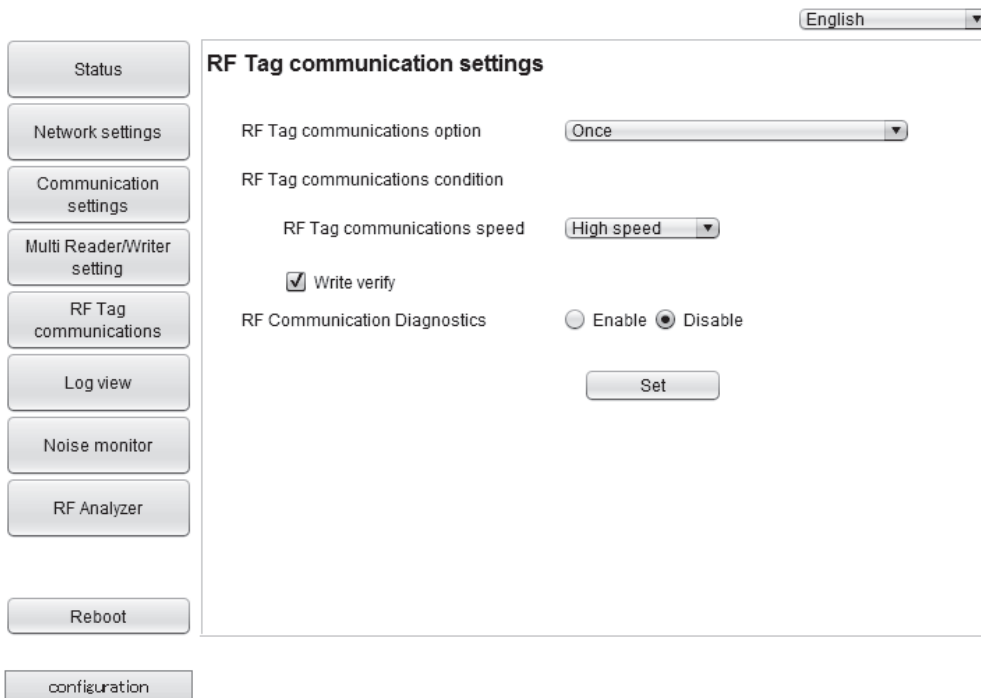 English
Status
Network settings
Communication
settings
Multi Reader/Writer
setting
RF Tag
communications
Log view
Noise monitor
RF Analyzer
Reboot
configuration
RF Tag communication settings
RF Tag communications option Once
RF Tag communications condition
RF Tag communications speed High speed
Write verify
RF Communication Diagnostics Enable Disable
Set